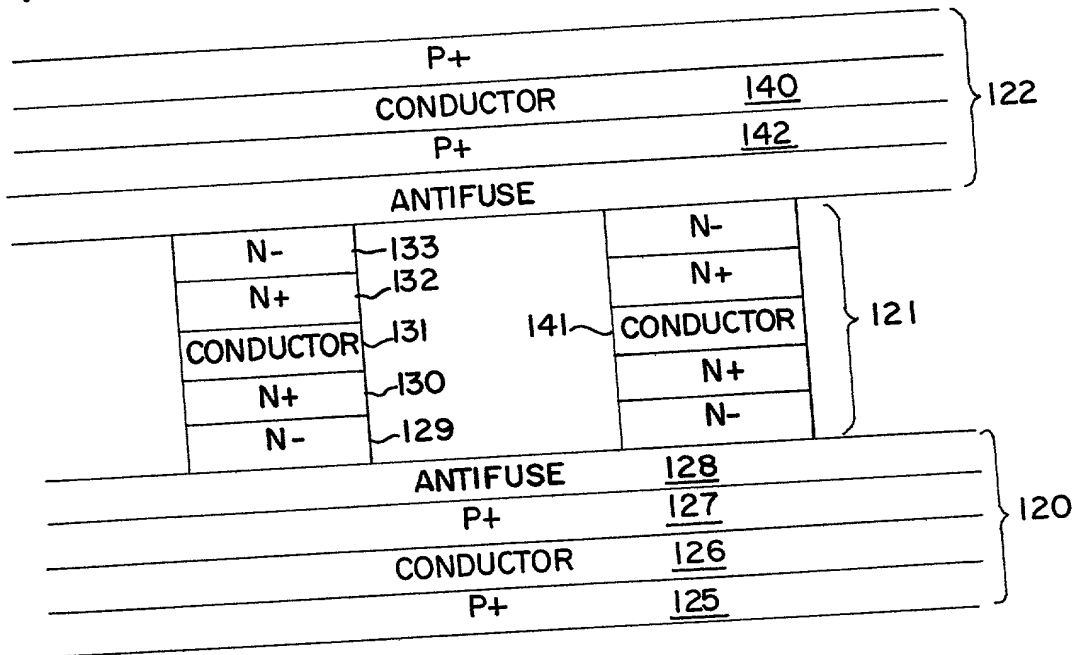 P+
CONDUCTOR 140 122
P+ 142
ANTIFUSE
N- 133 N-
N+ 132 N+
CONDUCTOR 131 141 CONDUCTOR 121
N+ 130 N+
N- 129 N-
ANTIFUSE 128
P+ 127 120
CONDUCTOR 126
P+ 125